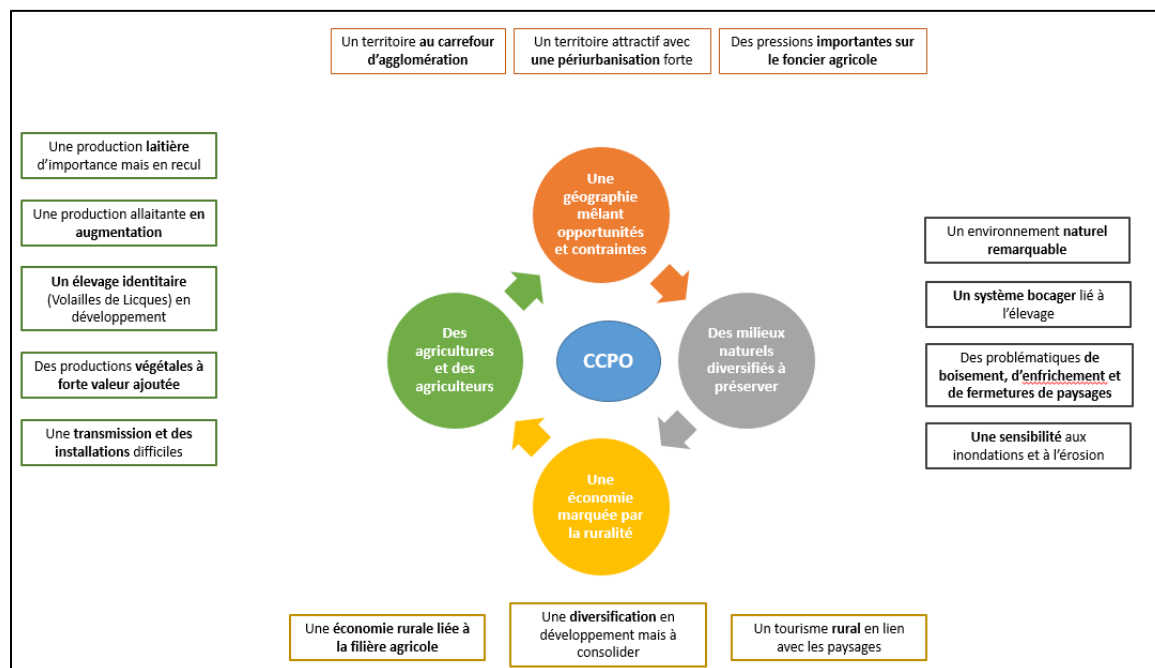 Un territoire au carrefour
d’agglomération
Un territoire attractif avec
une périurbanisation forte
Des pressions importantes sur
le foncier agricole
Une production laitière
d’importance mais en recul
Une production allaitante en
augmentation
Un élevage identitaire
(Volailles de Licques) en
développement
Des productions végétales à
forte valeur ajoutée
Une transmission et des
installations difficiles
Une
géographie
mêlant
opportunités
et contraintes
Des
agricultures
et des
agriculteurs
CCPO
Des milieux
naturels
diversifiés à
préserver
Une
économie
marquée par
la ruralité
Un environnement naturel
remarquable
Un système bocager lié à
l’élevage
Des problématiques de
boisement, d’enfrichement et
de fermetures de paysages
Une sensibilité aux
inondations et à l’érosion
Une économie rurale liée à
la filière agricole
Une diversification en
développement mais à
consolider
Un tourisme rural en lien
avec les paysages